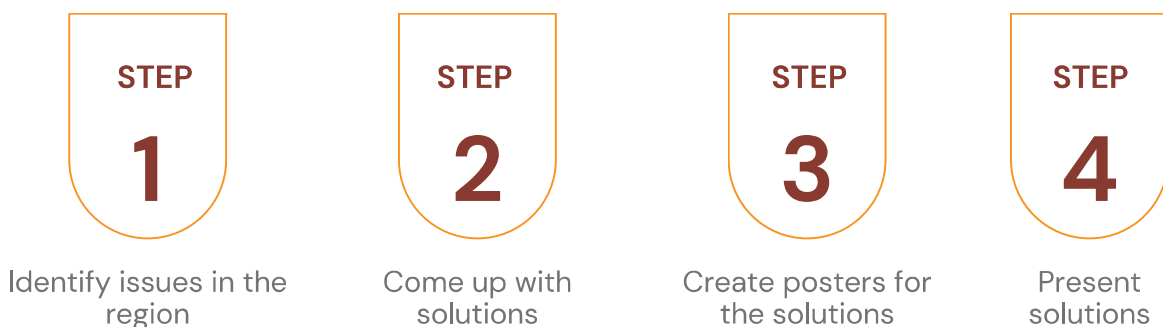 STEP
1
Identify issues in the
region
STEP
2
Come up with
solutions
STEP
3
Create posters for
the solutions
STEP
4
Present
solutions